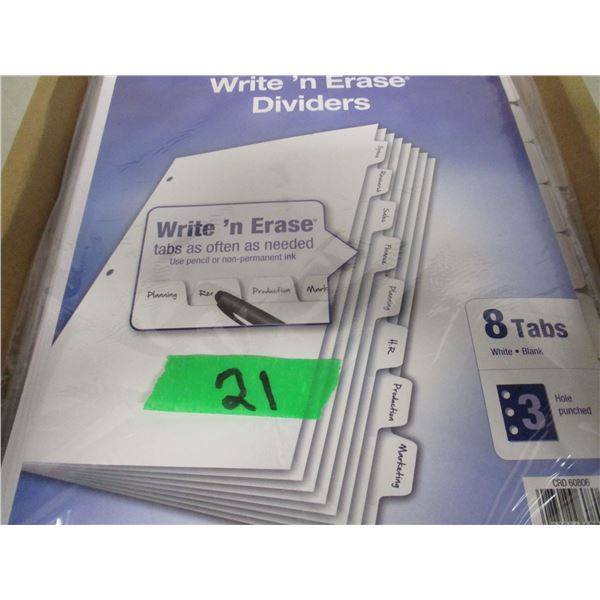 Write 'n Erase®
Dividers
Sales
Finance
Planning
H.R
Production
Marketing
Write 'n Erase™
tabs as often as needed
Use pencil or non-permanent ink
Planning
Production
8 Tabs
White • Blank
3
Hole
punched
21
CRD 60806